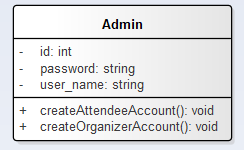 Admin
- id: int
- password: string
- user_name: string
+ createAttendeeAccount(): void
+ createOrganizerAccount(): void